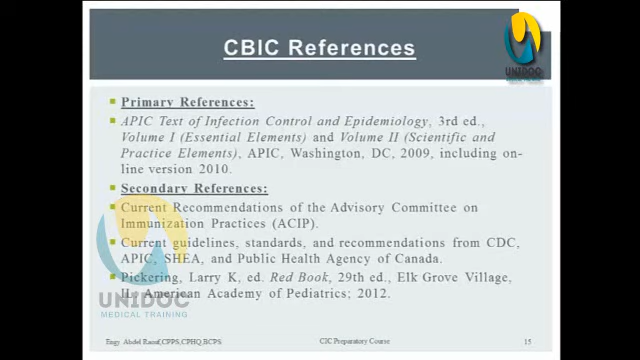 CBIC References
UNIDOC
Primary References:
APIC Text of Infection Control and Epidemiology, 3rd ed.,
Volume I (Essential Elements) and Volume II (Scientific and
Practice Elements), APIC, Washington, DC, 2009, including on-
line version 2010.
Secondary References:
Current Recommendations of the Advisory Committee on
Immunization Practices (ACIP).
Current guidelines, standards, and recommendations from CDC,
APIC, SHEA, and Public Health Agency of Canada.
Pickering, Larry K, ed. Red Book, 29th ed., Elk Grove Village,
IL: American Academy of Pediatrics; 2012.
UNIDOC
MEDICAL TRAINING
Engy Abdel Raouf,CPPS,CPHQ,BCPS
CIC Preparatory Course
15